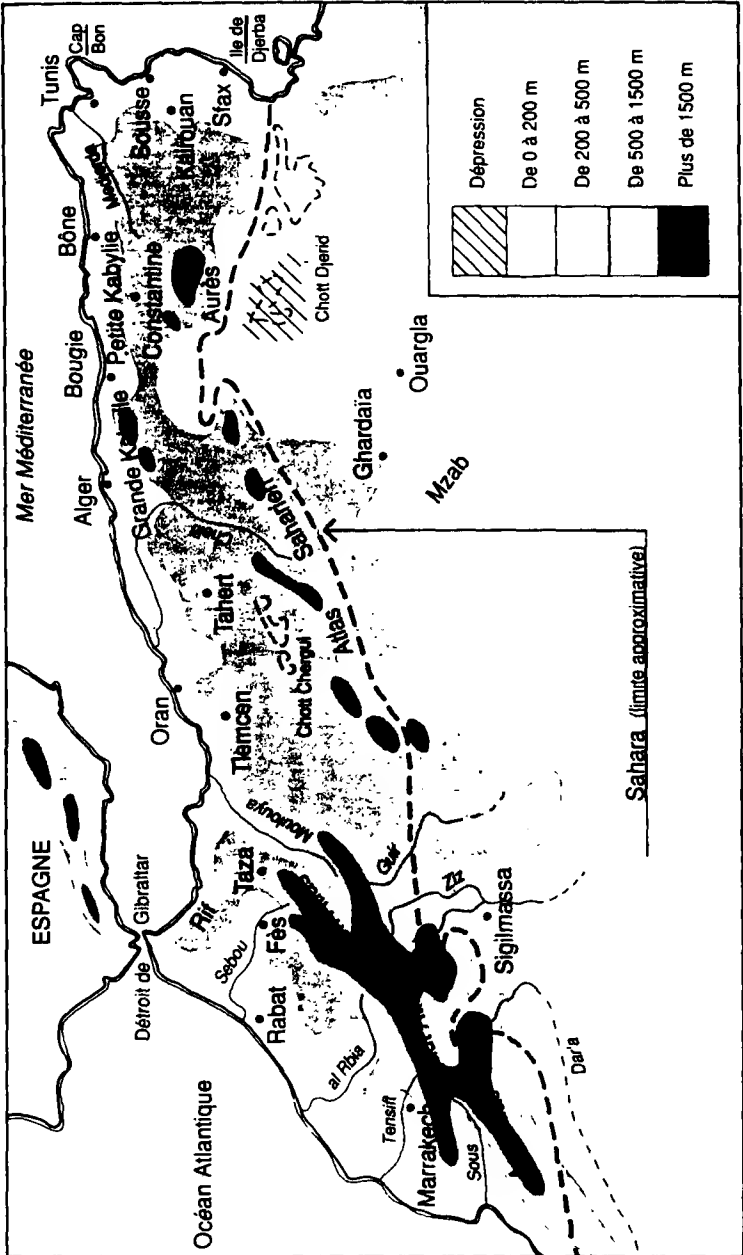 Mer Méditerranée
ESPAGNE
Détroit de Gibraltar
Océan Atlantique
Tunis
Cap
Bon
Bône
Bougie
Alger
Oran
Medjerda
Sousse
Kairouan
Sfax
Ile de
Djerba
Petite Kabylie
Constantine
Grande Kabylie
Aurès
Chott Djerid
Tahert
Tlemcen
Chott Chergui
Atlas Saharien
Ghardaïa
Ouargla
Mzab
Moulouya
Rif
Taza
Fès
Sebou
Rabat
al Rbia
Tensift
Marrakech
Sous
Guir
Ziz
Sigilmassa
Dar'a
Sahara (limite approximative)
Dépression
De 0 à 200 m
De 200 à 500 m
De 500 à 1500 m
Plus de 1500 m